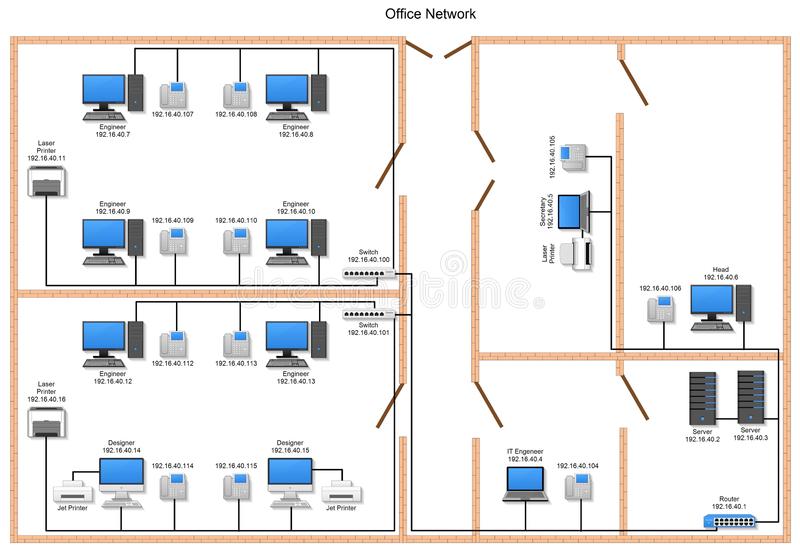 Office Network
Engineer
192.16.40.7
192.16.40.107
192.16.40.108
Engineer
192.16.40.8
Laser
Printer
192.16.40.11
Engineer
192.16.40.9
192.16.40.109
192.16.40.110
Engineer
192.16.40.10
Switch
192.16.40.100
Engineer
192.16.40.12
192.16.40.112
192.16.40.113
Engineer
192.16.40.13
Switch
192.16.40.101
Laser
Printer
192.16.40.16
Designer
192.16.40.14
Jet Printer
192.16.40.114
192.16.40.115
Designer
192.16.40.15
Jet Printer
192.16.40.105
Secretary
192.16.40.5
Laser
Printer
Head
192.16.40.6
192.16.40.106
Server
192.16.40.2
Server
192.16.40.3
IT Engeneer
192.16.40.4
192.16.40.104
Router
192.16.40.1
dreamstime